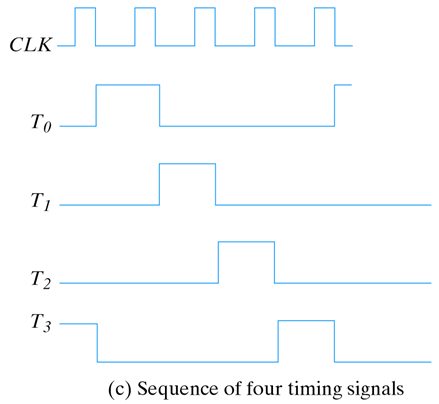 CLK
T₀
T₁
T₂
T₃
(c) Sequence of four timing signals